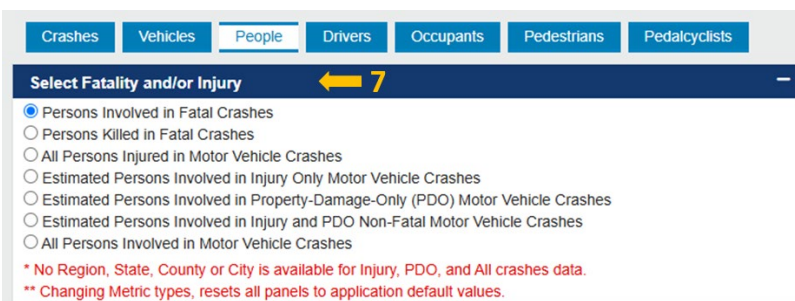 Crashes Vehicles People Drivers Occupants Pedestrians Pedalcyclists
Select Fatality and/or Injury 7
Persons Involved in Fatal Crashes
Persons Killed in Fatal Crashes
All Persons Injured in Motor Vehicle Crashes
Estimated Persons Involved in Injury Only Motor Vehicle Crashes
Estimated Persons Involved in Property-Damage-Only (PDO) Motor Vehicle Crashes
Estimated Persons Involved in Injury and PDO Non-Fatal Motor Vehicle Crashes
All Persons Involved in Motor Vehicle Crashes
* No Region, State, County or City is available for Injury, PDO, and All crashes data.
** Changing Metric types, resets all panels to application default values.